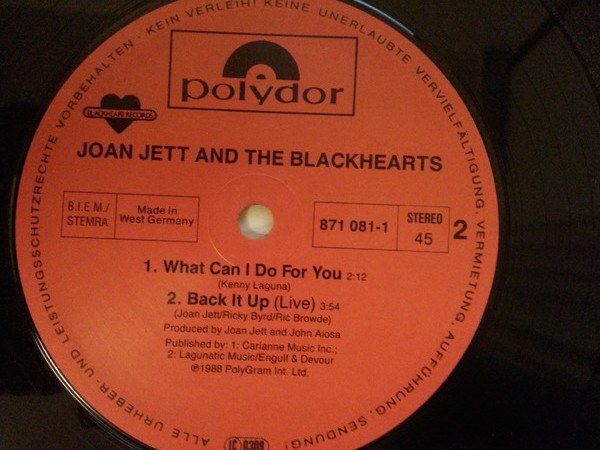 ALLE URHEBER- UND LEISTUNGSSCHUTZRECHTE VORBEHALTEN· KEIN VERLEIH! KEINE UNERLAUBTE VERVIELFÄLTIGUNG, VERMIETUNG, AUFFÜHRUNG, SENDUNG!
polydor
BLACKHEART RECORDS
JOAN JETT AND THE BLACKHEARTS
B.I.E.M./
STEMRA
Made in
West Germany
871 081-1
STEREO
45
2
1. What Can I Do For You 2:12
(Kenny Laguna)
2. Back It Up (Live) 3:54
(Joan Jett/Ricky Byrd/Ric Browde)
Produced by Joan Jett and John Aiosa
Published by: 1: Carianne Music Inc.;
2: Lagunatic Music/Engulf & Devour
℗1988 PolyGram Int. Ltd.
LC 0309